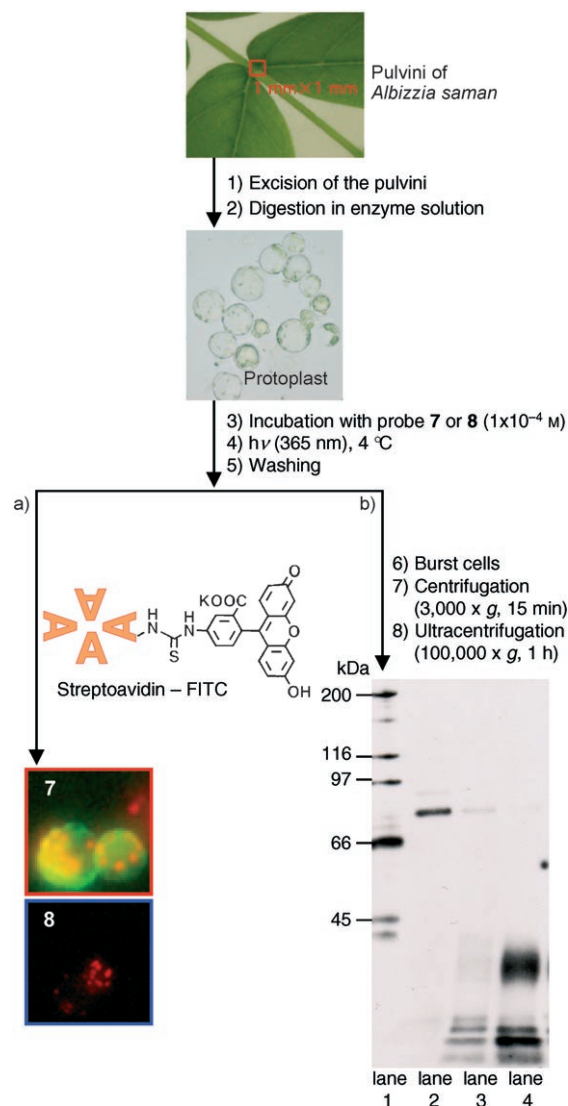 1 mm×1 mm
Pulvini of
Albizzia saman
1) Excision of the pulvini
2) Digestion in enzyme solution
Protoplast
3) Incubation with probe 7 or 8 (1x10⁻⁴ M)
4) hν (365 nm), 4 °C
5) Washing
a)
b)
6) Burst cells
7) Centrifugation
(3,000 x g, 15 min)
8) Ultracentrifugation
(100,000 x g, 1 h)
A
A
A
A
H
N
S
H
N
KOOC
O
O
OH
Streptoavidin – FITC
kDa
200
116
97
66
45
7
8
lane lane lane lane
1 2 3 4